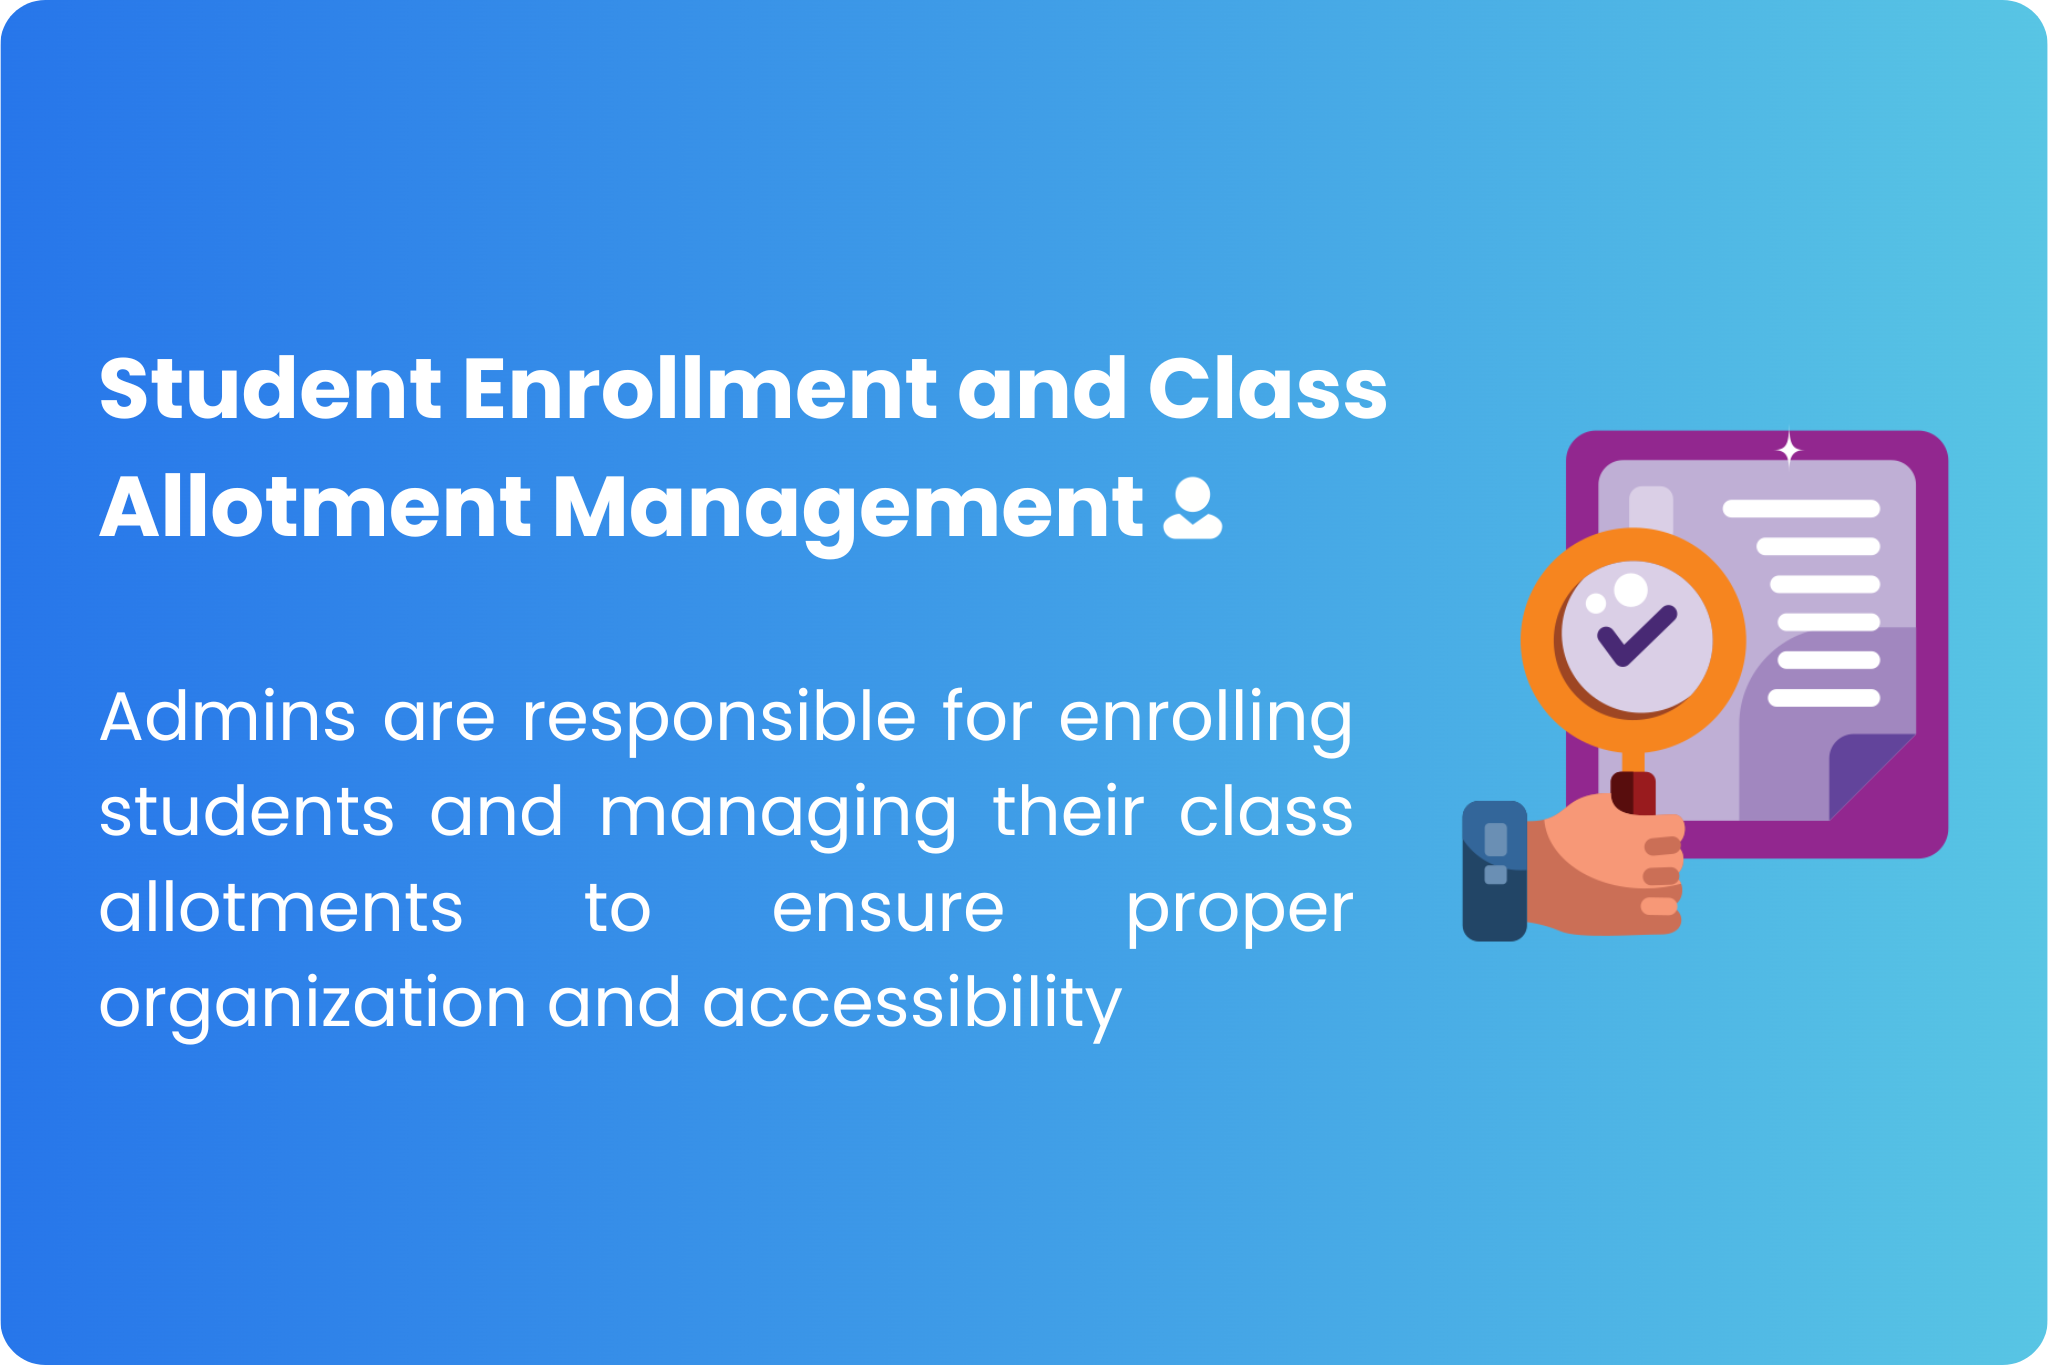 Student Enrollment and Class
Allotment Management
Admins are responsible for enrolling
students and managing their class
allotments to ensure proper
organization and accessibility